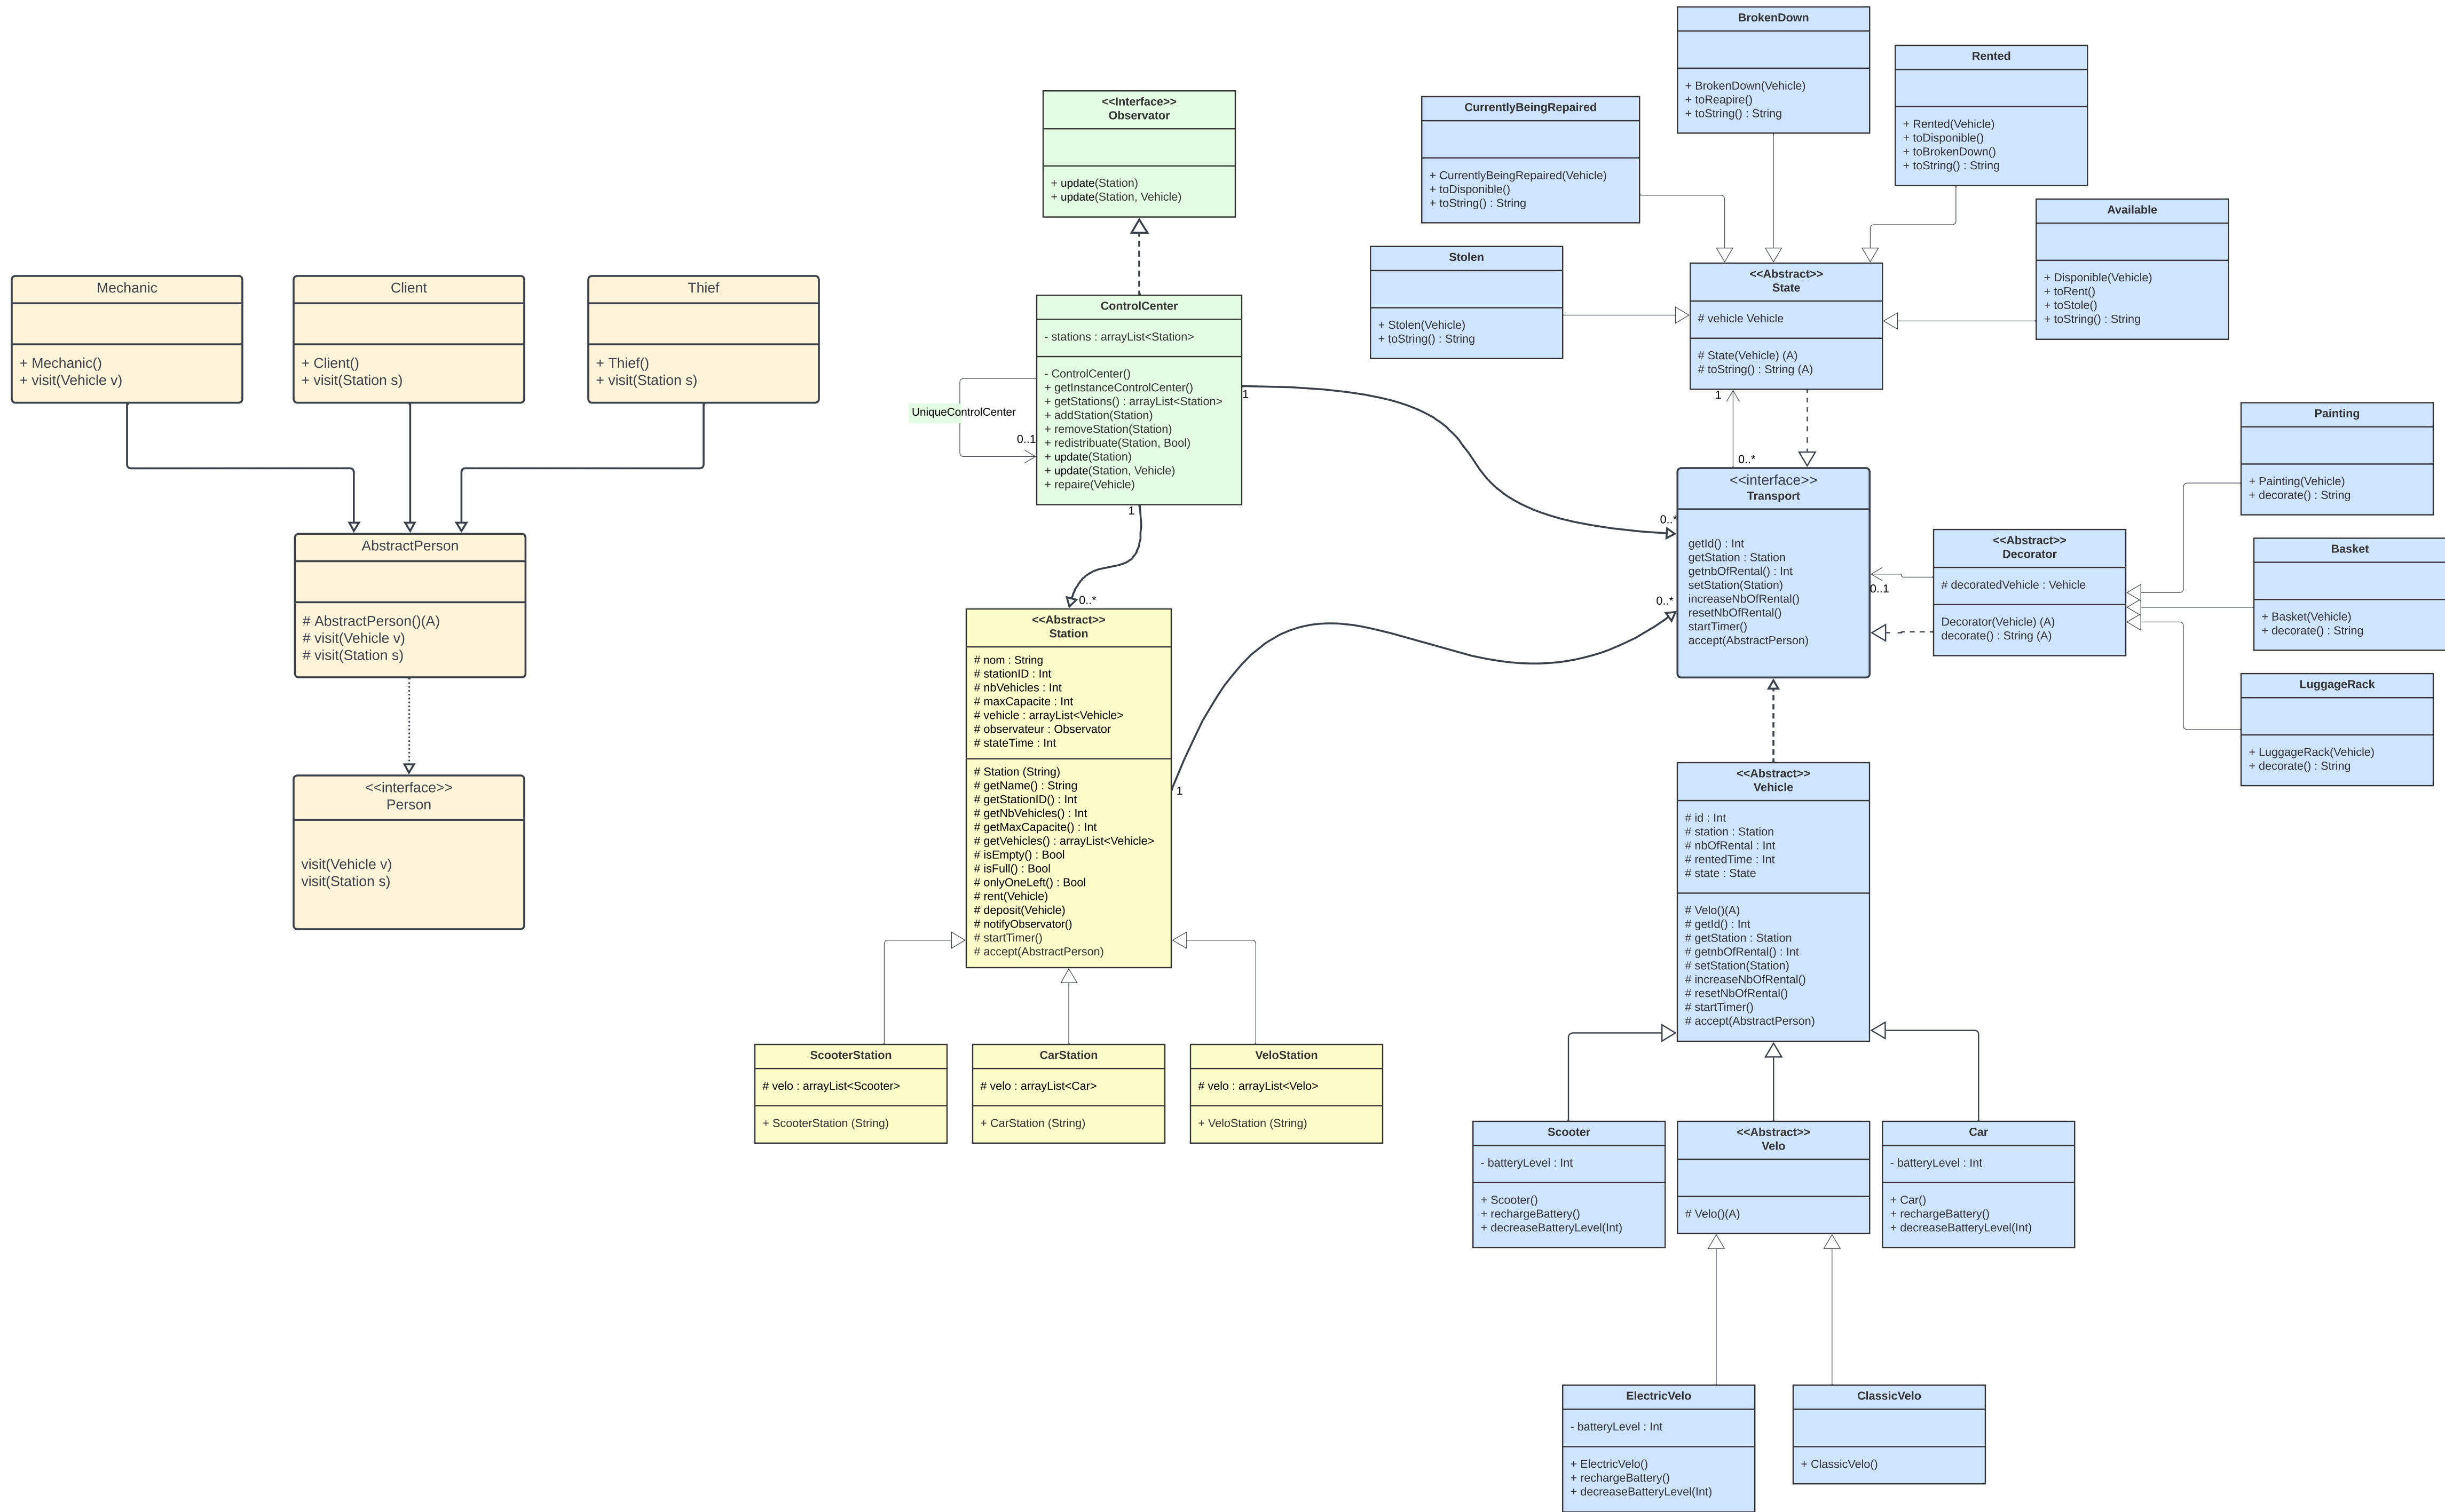 BrokenDown
+ BrokenDown(Vehicle)
+ toReapire()
+ toString() : String
Rented
+ Rented(Vehicle)
+ toDisponible()
+ toBrokenDown()
+ toString() : String
<<Interface>>
Observator
+ update(Station)
+ update(Station, Vehicle)
CurrentlyBeingRepaired
+ CurrentlyBeingRepaired(Vehicle)
+ toDisponible()
+ toString() : String
Available
+ Disponible(Vehicle)
+ toRent()
+ toStole()
+ toString() : String
Stolen
+ Stolen(Vehicle)
+ toString() : String
<<Abstract>>
State
# vehicle Vehicle
# State(Vehicle) (A)
# toString() : String (A)
1
0..*
Mechanic
+ Mechanic()
+ visit(Vehicle v)
Client
+ Client()
+ visit(Station s)
Thief
+ Thief()
+ visit(Station s)
ControlCenter
- stations : arrayList<Station>
- ControlCenter()
+ getInstanceControlCenter()
+ getStations() : arrayList<Station>
+ addStation(Station)
+ removeStation(Station)
+ redistribuate(Station, Bool)
+ update(Station)
+ update(Station, Vehicle)
+ repaire(Vehicle)
UniqueControlCenter
0..1
1
0..*
1
0..*
AbstractPerson
# AbstractPerson()(A)
# visit(Vehicle v)
# visit(Station s)
<<interface>>
Person
visit(Vehicle v)
visit(Station s)
<<interface>>
Transport
getId() : Int
getStation : Station
getnbOfRental() : Int
setStation(Station)
increaseNbOfRental()
resetNbOfRental()
startTimer()
accept(AbstractPerson)
0..1
<<Abstract>>
Decorator
# decoratedVehicle : Vehicle
Decorator(Vehicle) (A)
decorate() : String (A)
Painting
+ Painting(Vehicle)
+ decorate() : String
Basket
+ Basket(Vehicle)
+ decorate() : String
LuggageRack
+ LuggageRack(Vehicle)
+ decorate() : String
<<Abstract>>
Station
# nom : String
# stationID : Int
# nbVehicles : Int
# maxCapacite : Int
# vehicle : arrayList<Vehicle>
# observateur : Observator
# stateTime : Int
# Station (String)
# getName() : String
# getStationID() : Int
# getNbVehicles() : Int
# getMaxCapacite() : Int
# getVehicles() : arrayList<Vehicle>
# isEmpty() : Bool
# isFull() : Bool
# onlyOneLeft() : Bool
# rent(Vehicle)
# deposit(Vehicle)
# notifyObservator()
# startTimer()
# accept(AbstractPerson)
1
0..*
<<Abstract>>
Vehicle
# id : Int
# station : Station
# nbOfRental : Int
# rentedTime : Int
# state : State
# Velo()(A)
# getId() : Int
# getStation : Station
# getnbOfRental() : Int
# setStation(Station)
# increaseNbOfRental()
# resetNbOfRental()
# startTimer()
# accept(AbstractPerson)
ScooterStation
# velo : arrayList<Scooter>
+ ScooterStation (String)
CarStation
# velo : arrayList<Car>
+ CarStation (String)
VeloStation
# velo : arrayList<Velo>
+ VeloStation (String)
Scooter
- batteryLevel : Int
+ Scooter()
+ rechargeBattery()
+ decreaseBatteryLevel(Int)
<<Abstract>>
Velo
# Velo()(A)
Car
- batteryLevel : Int
+ Car()
+ rechargeBattery()
+ decreaseBatteryLevel(Int)
ElectricVelo
- batteryLevel : Int
+ ElectricVelo()
+ rechargeBattery()
+ decreaseBatteryLevel(Int)
ClassicVelo
+ ClassicVelo()